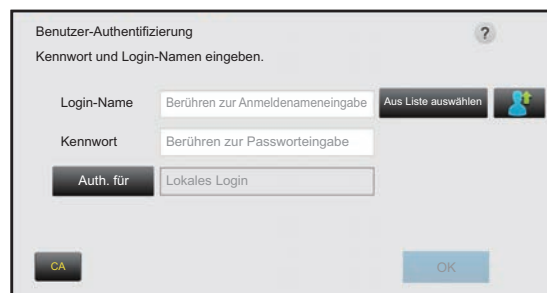 Benutzer-Authentifizierung
?
Kennwort und Login-Namen eingeben.
Login-Name Berühren zur Anmeldenameneingabe Aus Liste auswählen
Kennwort Berühren zur Passworteingabe
Auth. für Lokales Login
CA OK